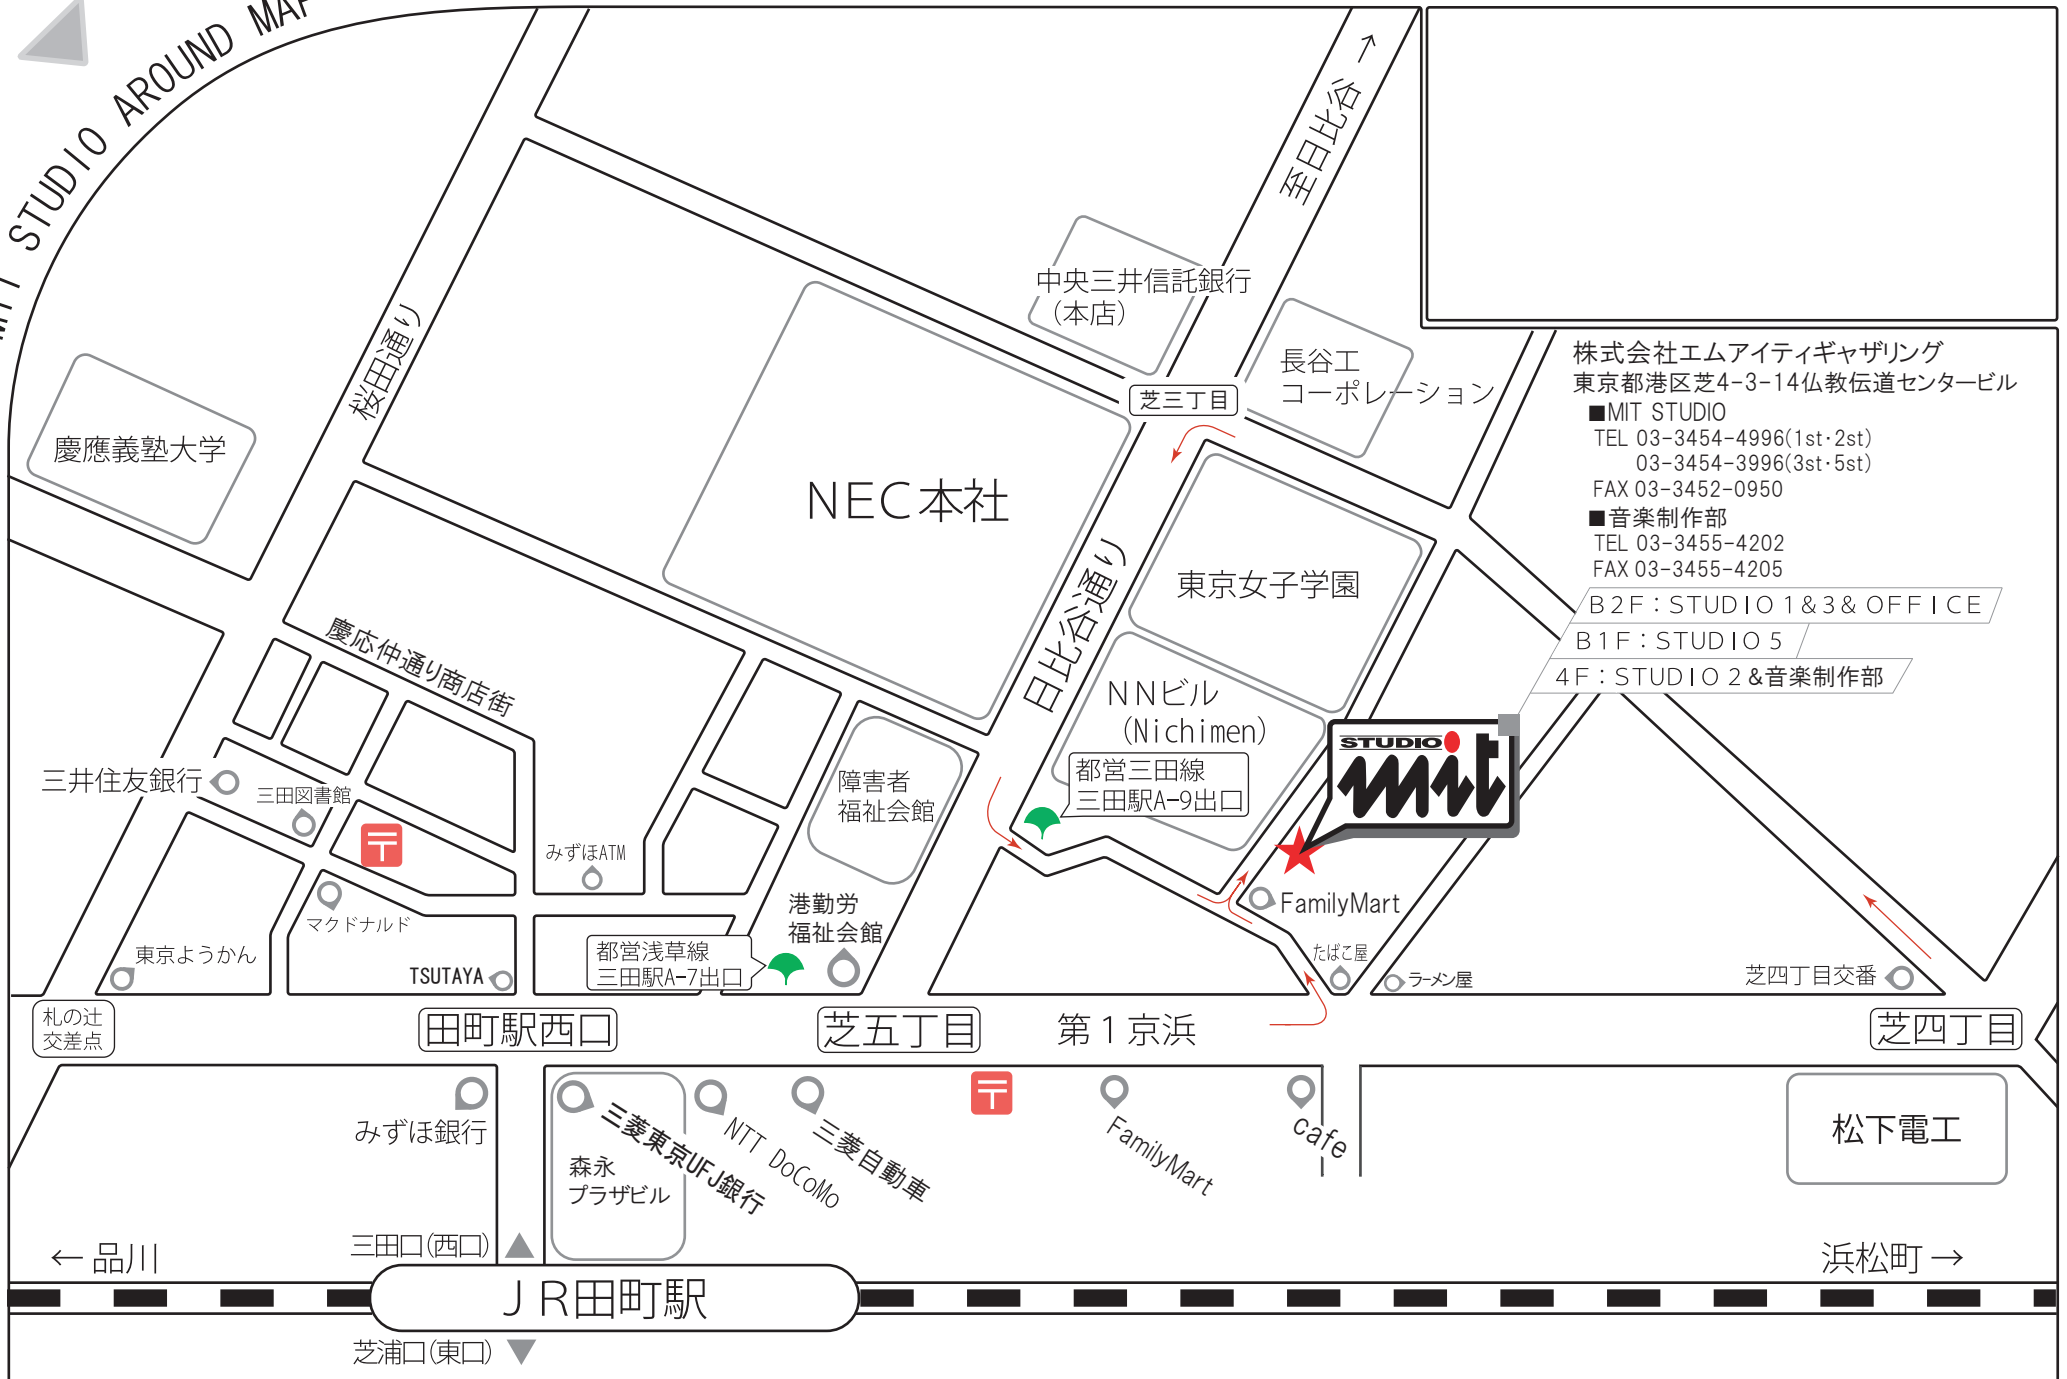 MIT STUDIO AROUND MAP
至日比谷→
中央三井信託銀行
(本店)
長谷工
コーポレーション
芝三丁目
株式会社エムアイティギャザリング
東京都港区芝4-3-14仏教伝道センタービル
■MIT STUDIO
TEL 03-3454-4996(1st･2st)
03-3454-3996(3st･5st)
FAX 03-3452-0950
■音楽制作部
TEL 03-3455-4202
FAX 03-3455-4205
B2F：STUDIO 1&3& OFFICE
B1F：STUDIO 5
4F：STUDIO 2&音楽制作部
桜田通り
慶應義塾大学
NEC本社
東京女子学園
日比谷通り
慶応仲通り商店街
NNビル
(Nichimen)
STUDIO
mit
都営三田線
三田駅A-9出口
三井住友銀行
三田図書館
〒
障害者
福祉会館
みずほATM
マクドナルド
港勤労
福祉会館
FamilyMart
東京ようかん
TSUTAYA
都営浅草線
三田駅A-7出口
たばこ屋
ラーメン屋
芝四丁目交番
札の辻
交差点
田町駅西口
芝五丁目
第1京浜
芝四丁目
みずほ銀行
三菱東京UFJ銀行
森永
プラザビル
NTT DoCoMo
三菱自動車
〒
FamilyMart
cafe
松下電工
←品川
三田口(西口)
浜松町→
JR田町駅
芝浦口(東口)